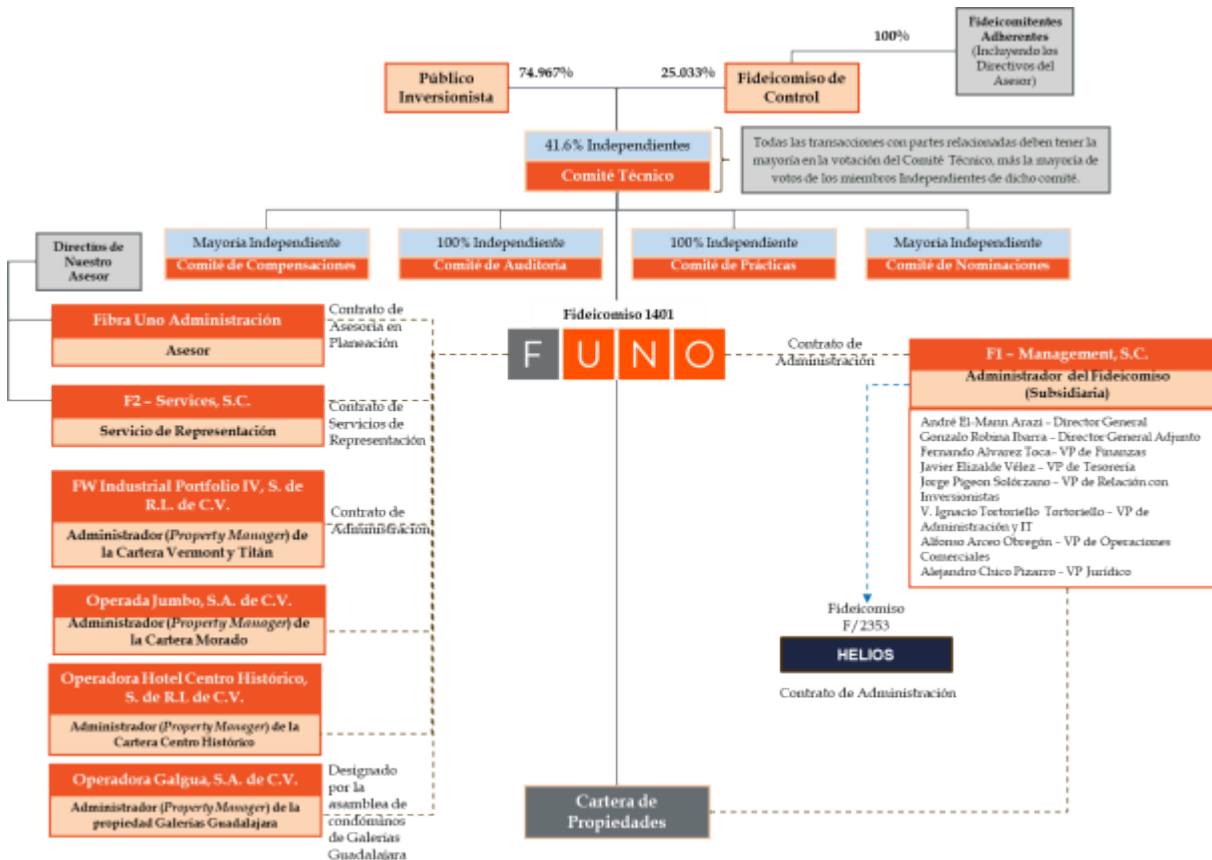 Fideicomitentes
Adherentes
(Incluyendo los
Directivos del
Asesor)
100%
Público
Inversionista
74.967%
25.033%
Fideicomiso de
Control
41.6% Independientes
Comité Técnico
Todas las transacciones con partes relacionadas deben tener la
mayoría en la votación del Comité Técnico, más la mayoría de
votos de los miembros Independientes de dicho comité.
Directios de
Nuestro
Asesor
Mayoría Independiente
Comité de Compensaciones
100% Independiente
Comité de Auditoría
100% Independiente
Comité de Prácticas
Mayoría Independiente
Comité de Nominaciones
Fideicomiso 1401
FUNO
Fibra Uno Administración
Asesor
Contrato de
Asesoría en
Planeación
F2 – Services, S.C.
Servicio de Representación
Contrato de
Servicios de
Representación
FW Industrial Portfolio IV, S. de
R.L. de C.V.
Administrador (Property Manager) de
la Cartera Vermont y Titán
Contrato de
Administración
Operada Jumbo, S.A. de C.V.
Administrador (Property Manager) de
la Cartera Morado
Operadora Hotel Centro Histórico,
S. de R.L de C.V.
Administrador (Property Manager) de la
Cartera Centro Histórico
Operadora Galgua, S.A. de C.V.
Administrador (Property Manager) de la
propiedad Galerías Guadalajara
Designado
por la
asamblea de
condóminos
de Galerías
Guadalajara
Contrato de
Administración
F1 – Management, S.C.
Administrador del Fideicomiso
(Subsidiaria)
André El-Mann Arazi – Director General
Gonzalo Robina Ibarra – Director General Adjunto
Fernando Alvarez Toca– VP de Finanzas
Javier Elizalde Vélez – VP de Tesorería
Jorge Pigeon Solórzano – VP de Relación con
Inversionistas
V. Ignacio Tortoriello Tortoriello – VP de
Administración y IT
Alfonso Arceo Obregón – VP de Operaciones
Comerciales
Alejandro Chico Pizarro – VP Jurídico
Fideicomiso
F/2353
HELIOS
Contrato de Administración
Cartera de
Propiedades